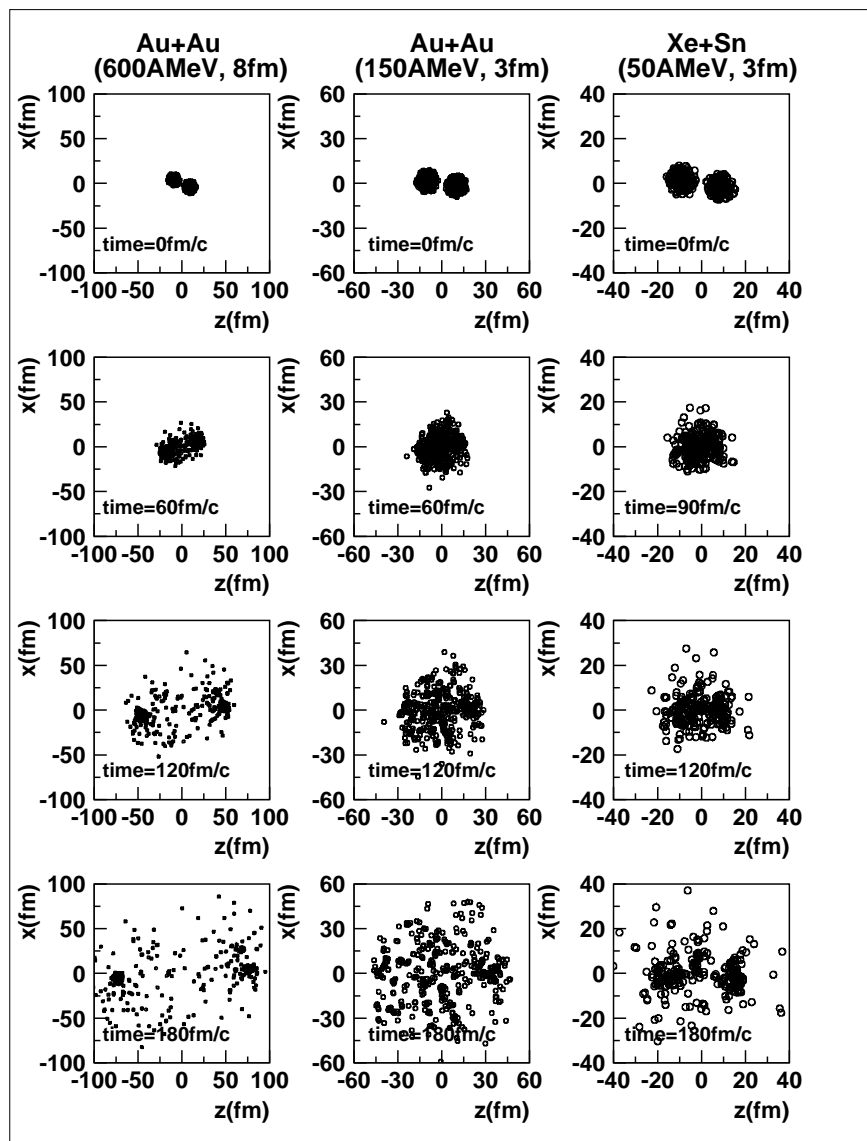 Au+Au
(600AMeV, 8fm)
Au+Au
(150AMeV, 3fm)
Xe+Sn
(50AMeV, 3fm)
x(fm)
100
50
0
-50
-100
time=0fm/c
-100 -50 0 50 100
z(fm)
x(fm)
60
30
0
-30
-60
time=0fm/c
-60 -30 0 30 60
z(fm)
x(fm)
40
20
0
-20
-40
time=0fm/c
-40 -20 0 20 40
z(fm)
x(fm)
100
50
0
-50
-100
time=60fm/c
-100 -50 0 50 100
z(fm)
x(fm)
60
30
0
-30
-60
time=60fm/c
-60 -30 0 30 60
z(fm)
x(fm)
40
20
0
-20
-40
time=90fm/c
-40 -20 0 20 40
z(fm)
x(fm)
100
50
0
-50
-100
time=120fm/c
-100 -50 0 50 100
z(fm)
x(fm)
60
30
0
-30
-60
time=120fm/c
-60 -30 0 30 60
z(fm)
x(fm)
40
20
0
-20
-40
time=120fm/c
-40 -20 0 20 40
z(fm)
x(fm)
100
50
0
-50
-100
time=180fm/c
-100 -50 0 50 100
z(fm)
x(fm)
60
30
0
-30
-60
time=180fm/c
-60 -30 0 30 60
z(fm)
x(fm)
40
20
0
-20
-40
time=180fm/c
-40 -20 0 20 40
z(fm)